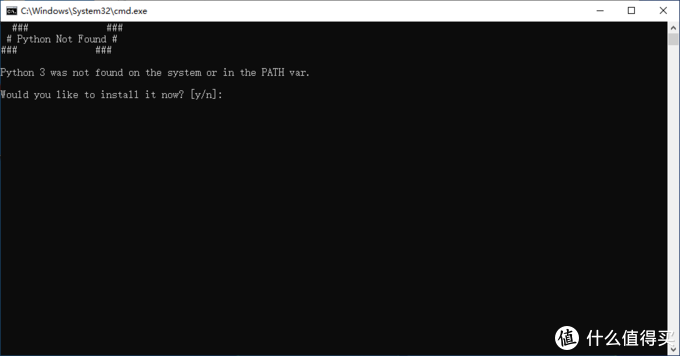 C:\Windows\System32\cmd.exe
### ###
# Python Not Found #
### ###
Python 3 was not found on the system or in the PATH var.
Would you like to install it now? [y/n]:
值 什么值得买